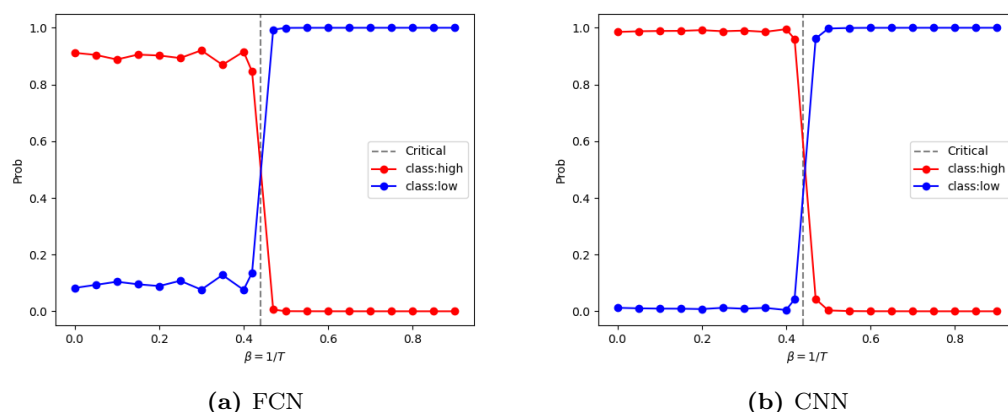 1.0
0.8
0.6
0.4
0.2
0.0
Prob
0.0 0.2 0.4 0.6 0.8
β = 1/T
Critical
class:high
class:low
(a) FCN
1.0
0.8
0.6
0.4
0.2
0.0
Prob
0.0 0.2 0.4 0.6 0.8
β = 1/T
Critical
class:high
class:low
(b) CNN